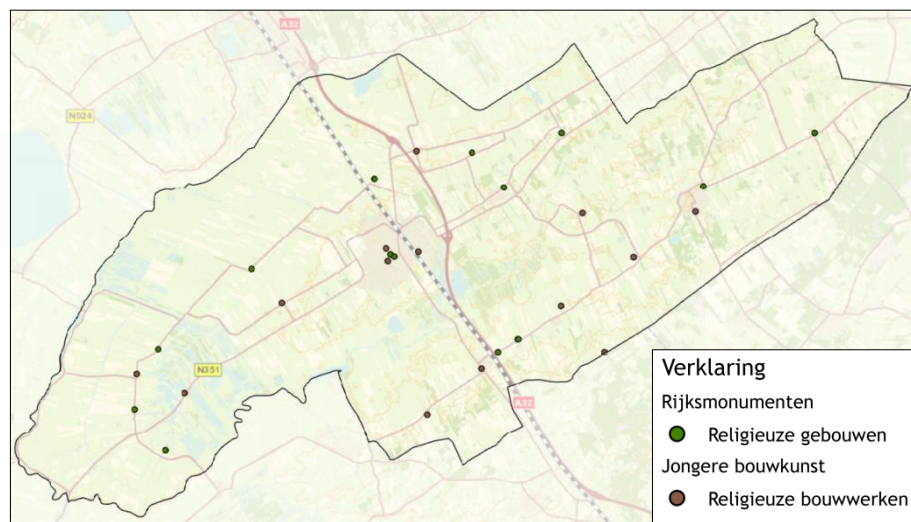 A32
N924
N351
A32
Verklaring
Rijksmonumenten
Religieuze gebouwen
Jongere bouwkunst
Religieuze bouwwerken